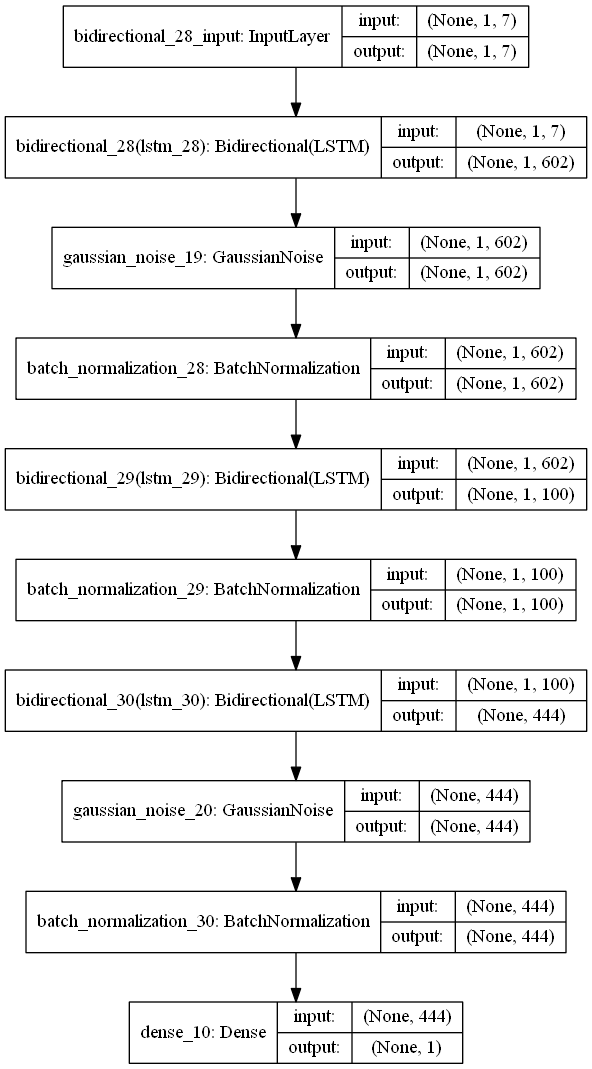 bidirectional_28_input: InputLayer
input:
(None, 1, 7)
output:
(None, 1, 7)
bidirectional_28(lstm_28): Bidirectional(LSTM)
input:
(None, 1, 7)
output:
(None, 1, 602)
gaussian_noise_19: GaussianNoise
input:
(None, 1, 602)
output:
(None, 1, 602)
batch_normalization_28: BatchNormalization
input:
(None, 1, 602)
output:
(None, 1, 602)
bidirectional_29(lstm_29): Bidirectional(LSTM)
input:
(None, 1, 602)
output:
(None, 1, 100)
batch_normalization_29: BatchNormalization
input:
(None, 1, 100)
output:
(None, 1, 100)
bidirectional_30(lstm_30): Bidirectional(LSTM)
input:
(None, 1, 100)
output:
(None, 444)
gaussian_noise_20: GaussianNoise
input:
(None, 444)
output:
(None, 444)
batch_normalization_30: BatchNormalization
input:
(None, 444)
output:
(None, 444)
dense_10: Dense
input:
(None, 444)
output:
(None, 1)